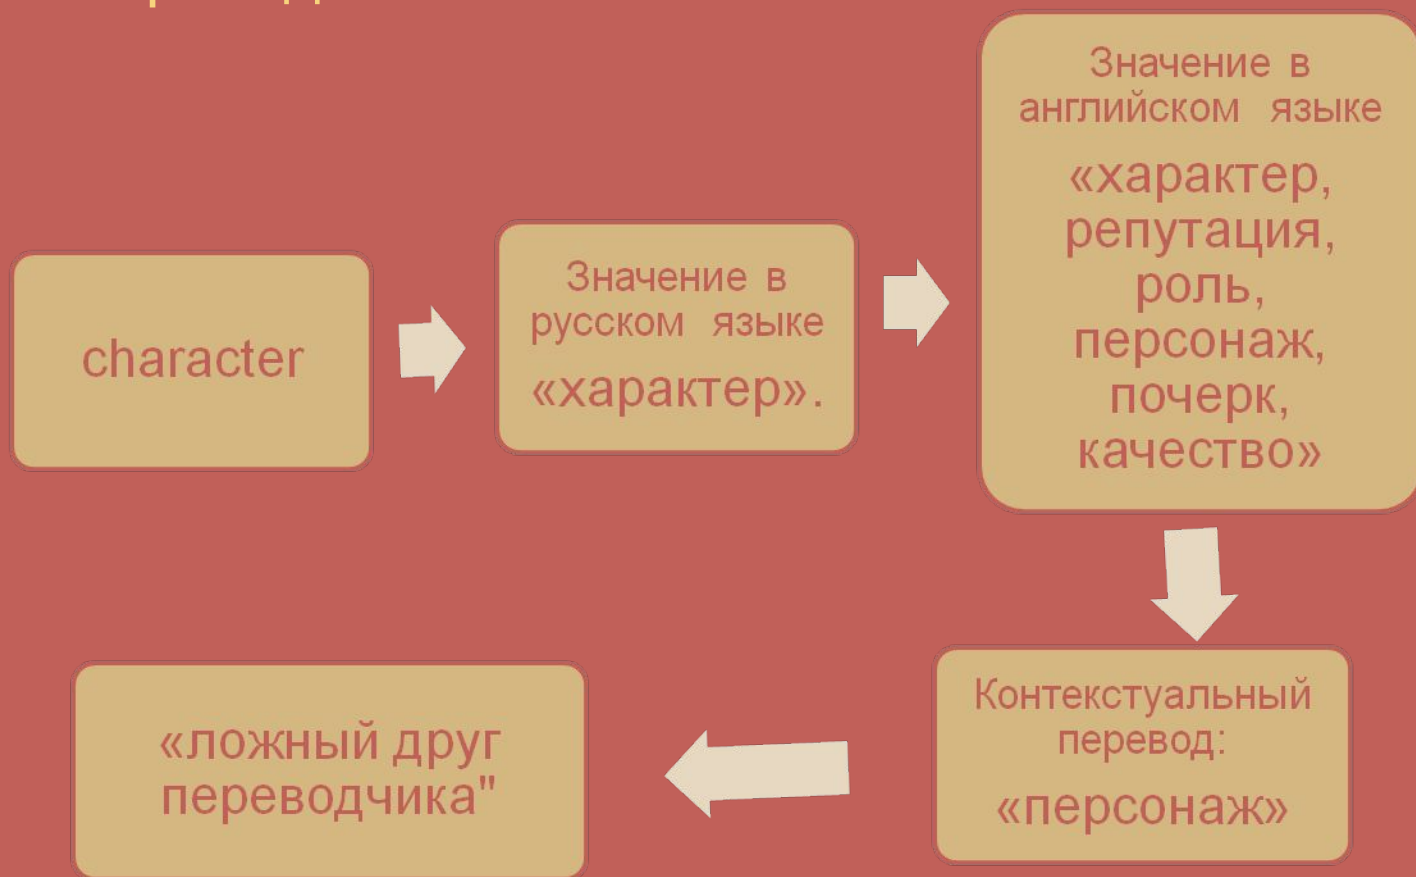 character
Значение в
русском языке
«характер».
Значение в
английском языке
«характер,
репутация,
роль,
персонаж,
почерк,
качество»
Контекстуальный
перевод:
«персонаж»
«ложный друг
переводчика"